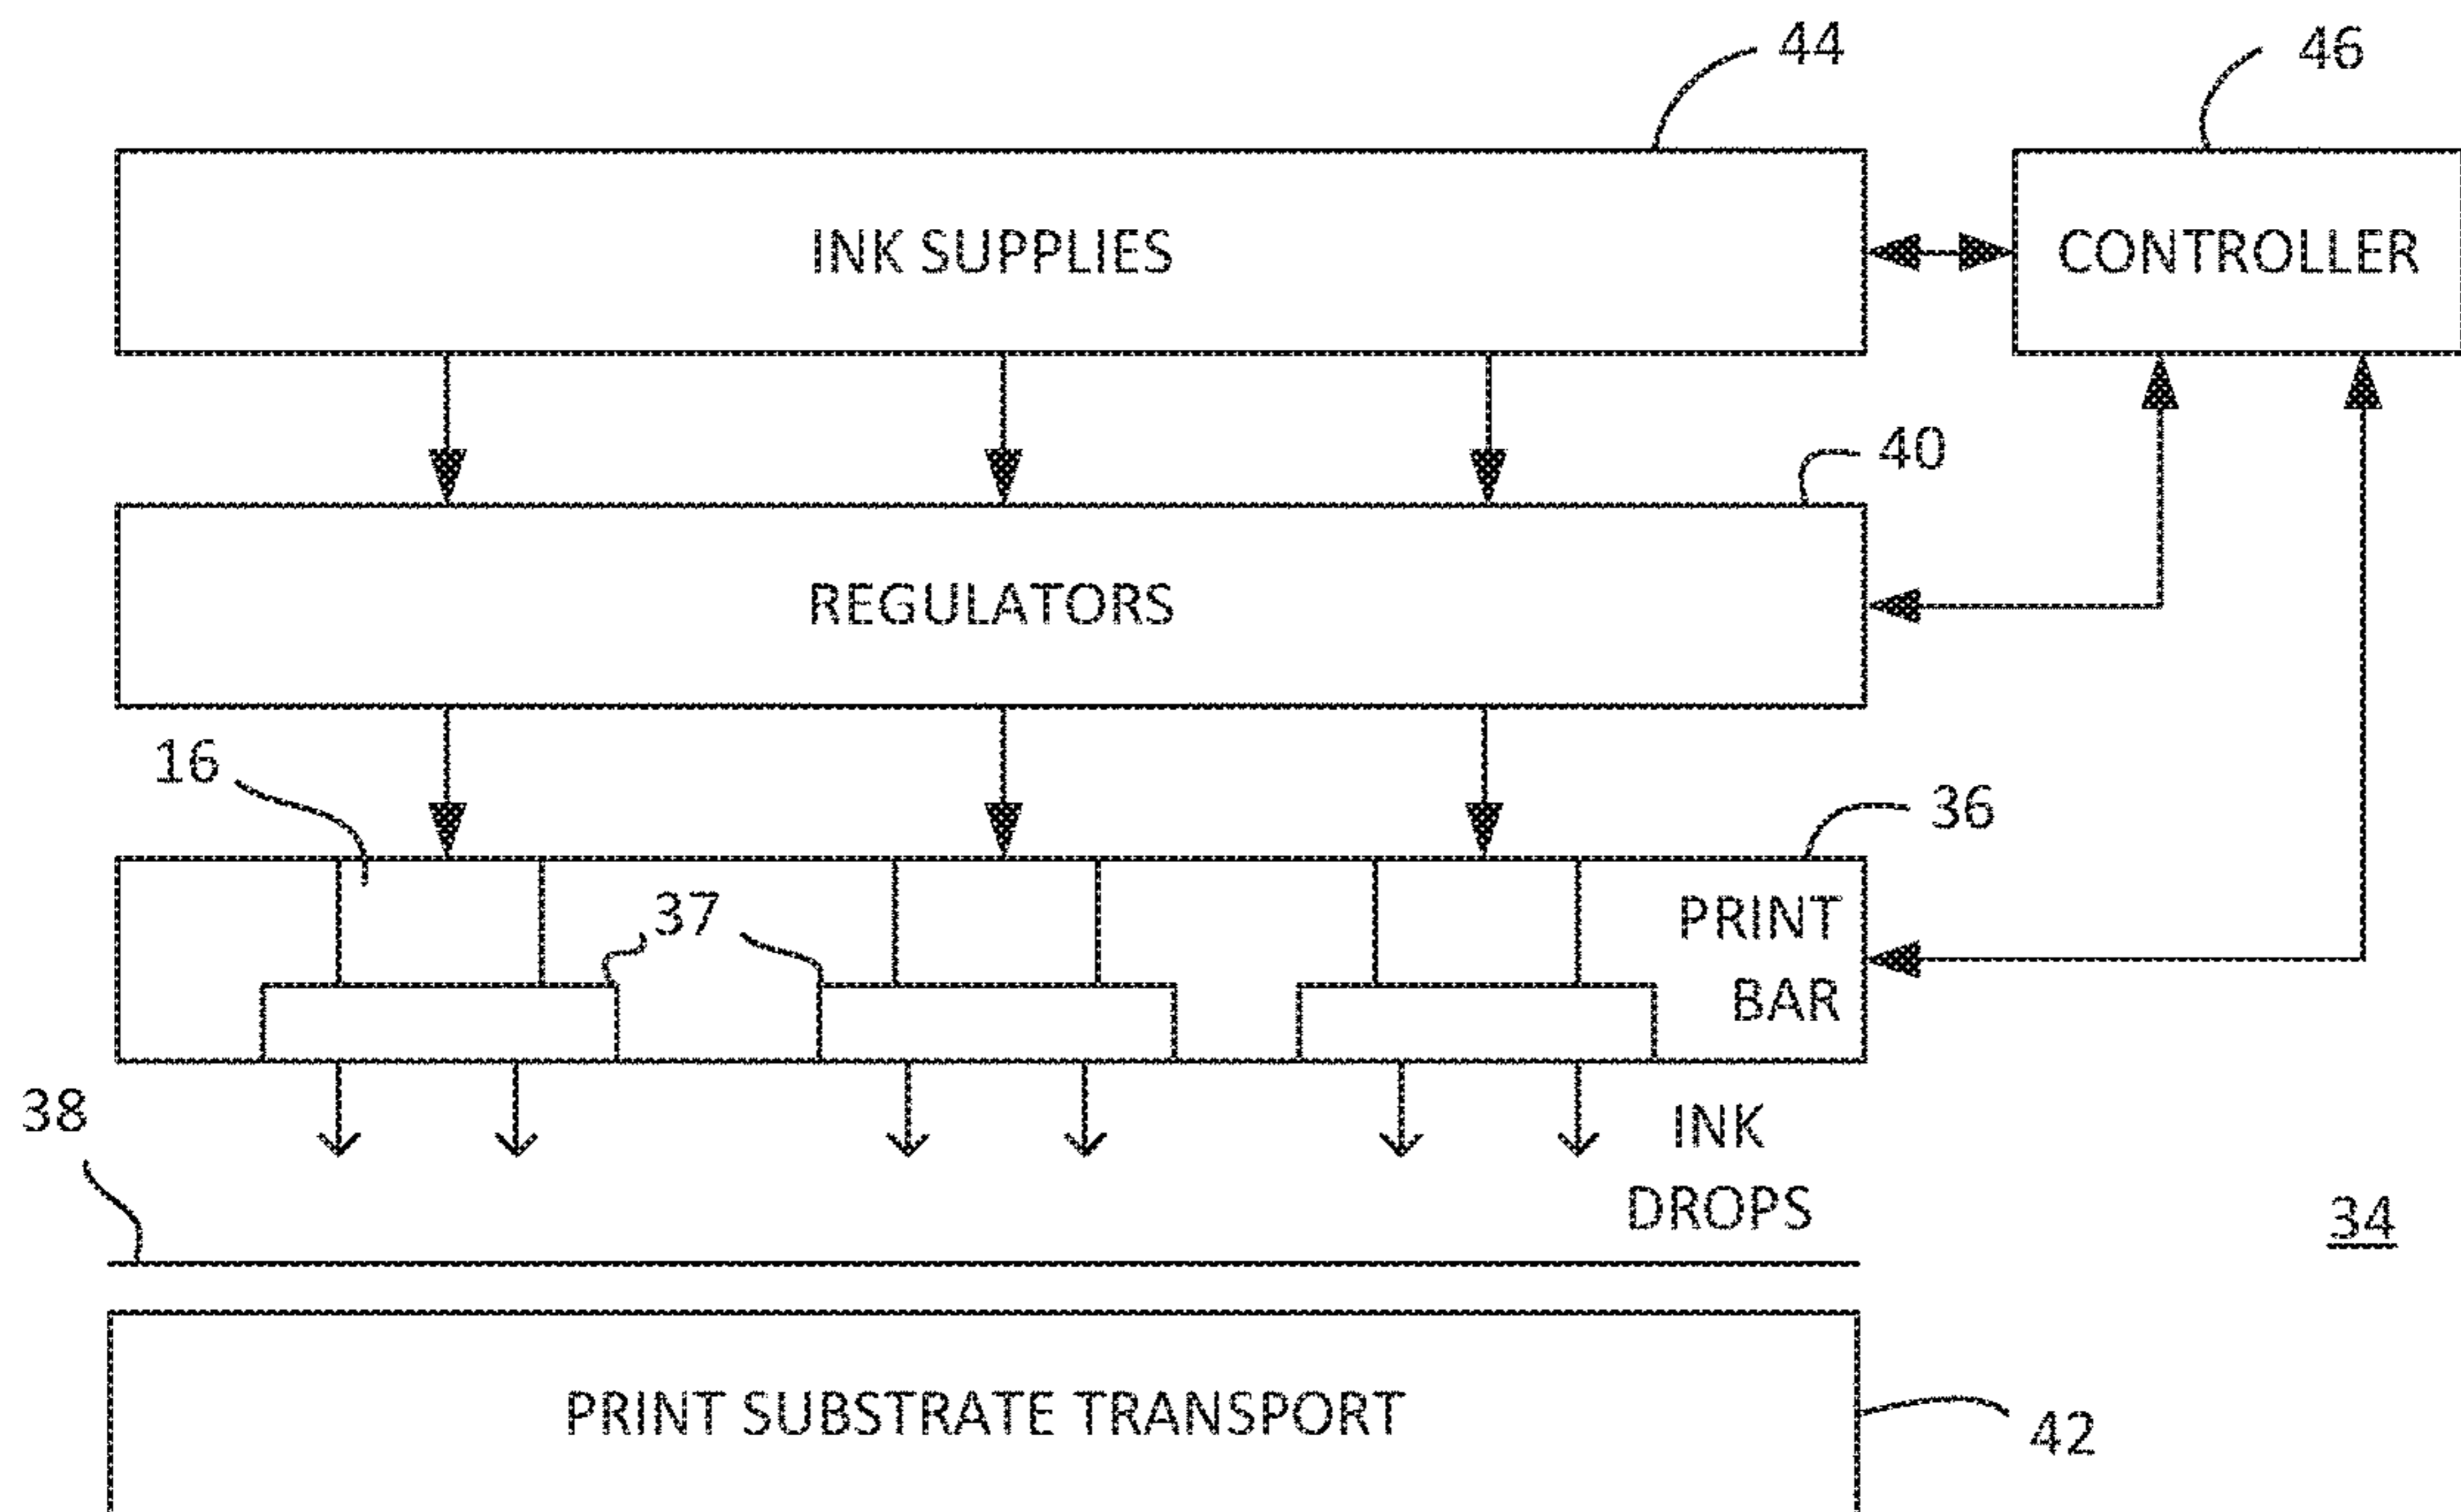 44
46
INK SUPPLIES
CONTROLLER
40
REGULATORS
16
36
37
PRINT
BAR
38
INK
DROPS
34
PRINT SUBSTRATE TRANSPORT
42